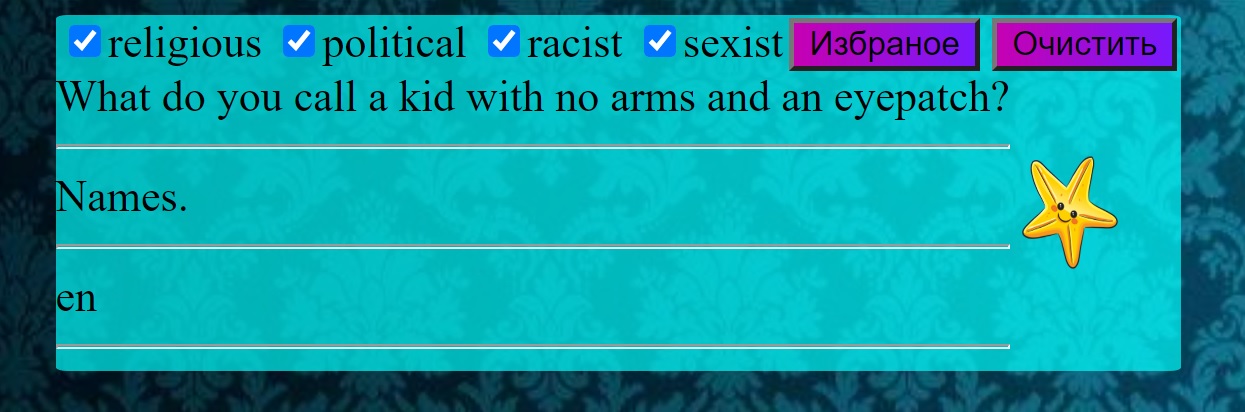 religious political racist sexist Избраное Очистить
What do you call a kid with no arms and an eyepatch?
Names.
en